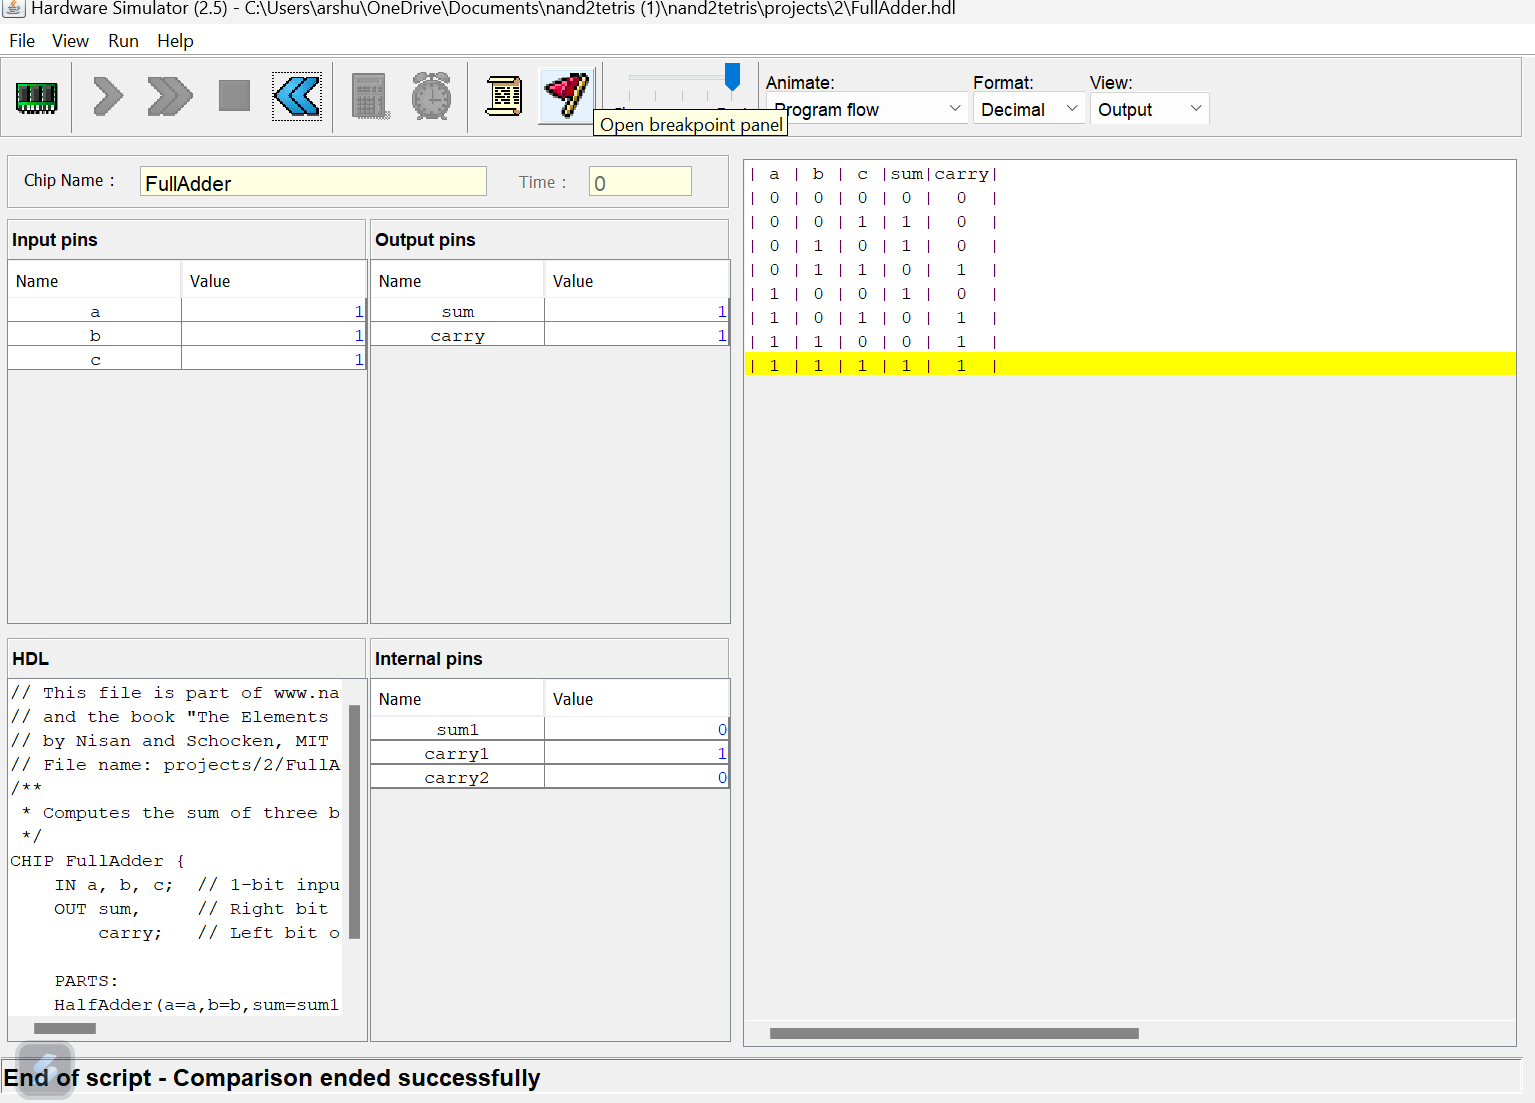 Hardware Simulator (2.5) - C:\Users\arshu\OneDrive\Documents\nand2tetris (1)\nand2tetris\projects\2\FullAdder.hdl
File View Run Help
Animate: Format: View:
Program flow Decimal Output
Open breakpoint panel
Chip Name : FullAdder Time : 0
Input pins
Name Value
a 1
b 1
c 1
Output pins
Name Value
sum 1
carry 1
HDL
// This file is part of www.na
// and the book "The Elements
// by Nisan and Schocken, MIT
// File name: projects/2/FullA
/**
* Computes the sum of three b
*/
CHIP FullAdder {
IN a, b, c; // 1-bit inpu
OUT sum, // Right bit
carry; // Left bit o
PARTS:
HalfAdder(a=a,b=b,sum=sum1
Internal pins
Name Value
sum1 0
carry1 1
carry2 0
| a | b | c |sum|carry|
| 0 | 0 | 0 | 0 | 0 |
| 0 | 0 | 1 | 1 | 0 |
| 0 | 1 | 0 | 1 | 0 |
| 0 | 1 | 1 | 0 | 1 |
| 1 | 0 | 0 | 1 | 0 |
| 1 | 0 | 1 | 0 | 1 |
| 1 | 1 | 0 | 0 | 1 |
| 1 | 1 | 1 | 1 | 1 |
End of script - Comparison ended successfully